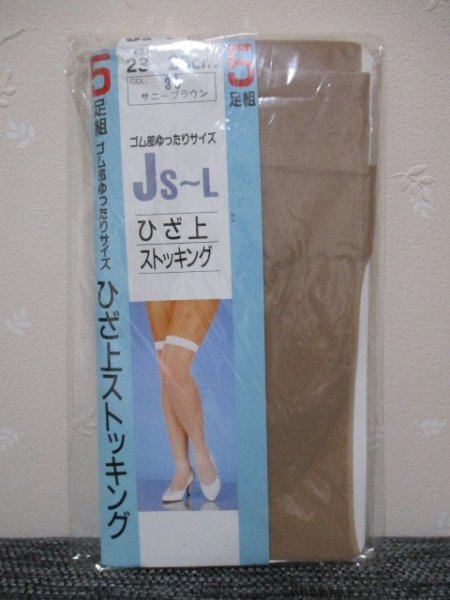 5
足組
ゴム部ゆったりサイズ
ひざ上ストッキング
23
cm
COL.
サニーブラウン
ゴム部ゆったりサイズ
JS~L
ひざ上
ストッキング
5
足組